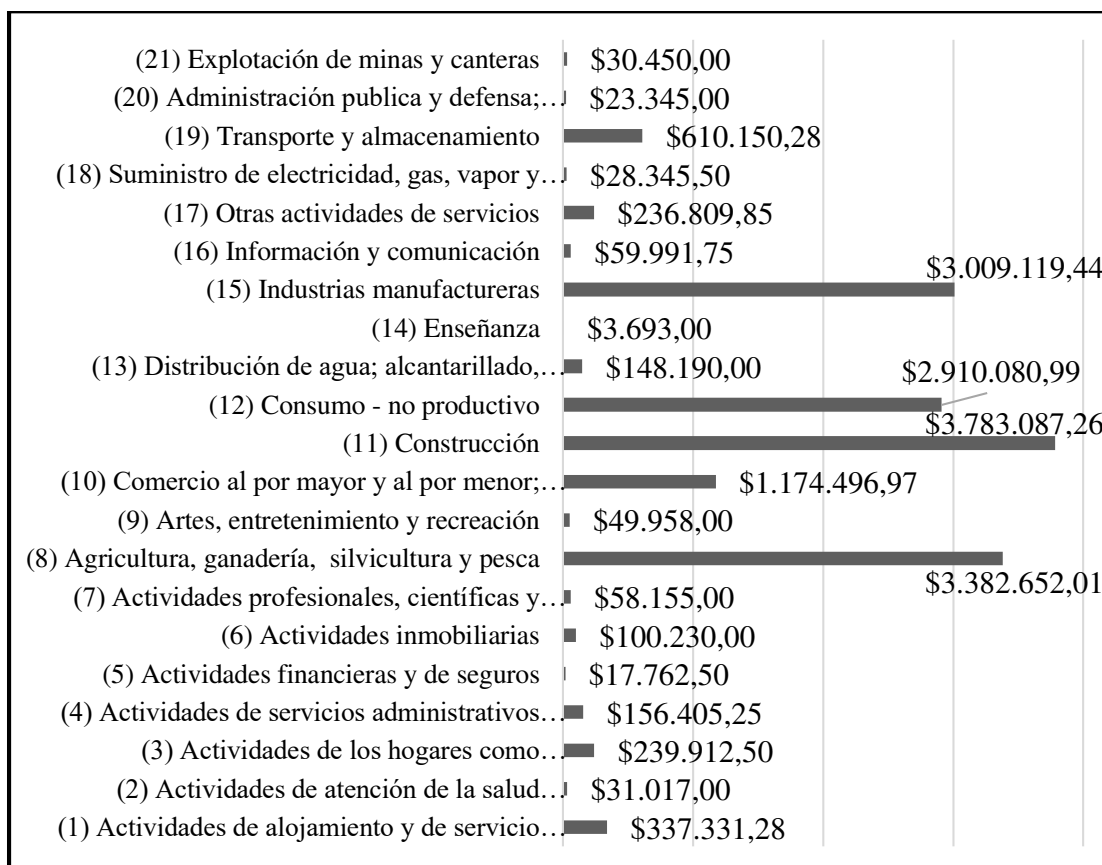 (21) Explotación de minas y canteras $30.450,00
(20) Administración publica y defensa;… $23.345,00
(19) Transporte y almacenamiento $610.150,28
(18) Suministro de electricidad, gas, vapor y… $28.345,50
(17) Otras actividades de servicios $236.809,85
(16) Información y comunicación $59.991,75
(15) Industrias manufactureras $3.009.119,44
(14) Enseñanza $3.693,00
(13) Distribución de agua; alcantarillado,… $148.190,00
(12) Consumo - no productivo $2.910.080,99
(11) Construcción $3.783.087,26
(10) Comercio al por mayor y al por menor;… $1.174.496,97
(9) Artes, entretenimiento y recreación $49.958,00
(8) Agricultura, ganadería, silvicultura y pesca $3.382.652,01
(7) Actividades profesionales, científicas y… $58.155,00
(6) Actividades inmobiliarias $100.230,00
(5) Actividades financieras y de seguros $17.762,50
(4) Actividades de servicios administrativos… $156.405,25
(3) Actividades de los hogares como… $239.912,50
(2) Actividades de atención de la salud… $31.017,00
(1) Actividades de alojamiento y de servicio… $337.331,28